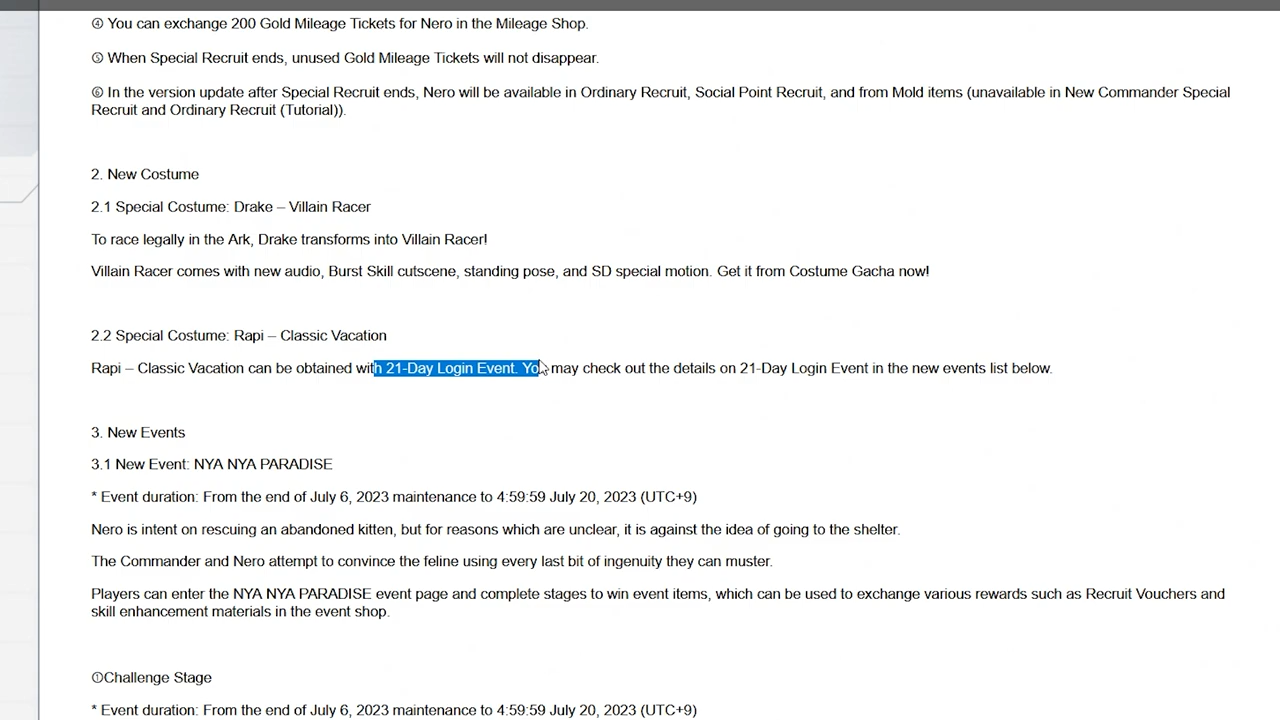 ④ You can exchange 200 Gold Mileage Tickets for Nero in the Mileage Shop.
⑤ When Special Recruit ends, unused Gold Mileage Tickets will not disappear.
⑥ In the version update after Special Recruit ends, Nero will be available in Ordinary Recruit, Social Point Recruit, and from Mold items (unavailable in New Commander Special
Recruit and Ordinary Recruit (Tutorial)).
2. New Costume
2.1 Special Costume: Drake – Villain Racer
To race legally in the Ark, Drake transforms into Villain Racer!
Villain Racer comes with new audio, Burst Skill cutscene, standing pose, and SD special motion. Get it from Costume Gacha now!
2.2 Special Costume: Rapi – Classic Vacation
Rapi – Classic Vacation can be obtained with 21-Day Login Event. You may check out the details on 21-Day Login Event in the new events list below.
3. New Events
3.1 New Event: NYA NYA PARADISE
* Event duration: From the end of July 6, 2023 maintenance to 4:59:59 July 20, 2023 (UTC+9)
Nero is intent on rescuing an abandoned kitten, but for reasons which are unclear, it is against the idea of going to the shelter.
The Commander and Nero attempt to convince the feline using every last bit of ingenuity they can muster.
Players can enter the NYA NYA PARADISE event page and complete stages to win event items, which can be used to exchange various rewards such as Recruit Vouchers and
skill enhancement materials in the event shop.
①Challenge Stage
* Event duration: From the end of July 6, 2023 maintenance to 4:59:59 July 20, 2023 (UTC+9)